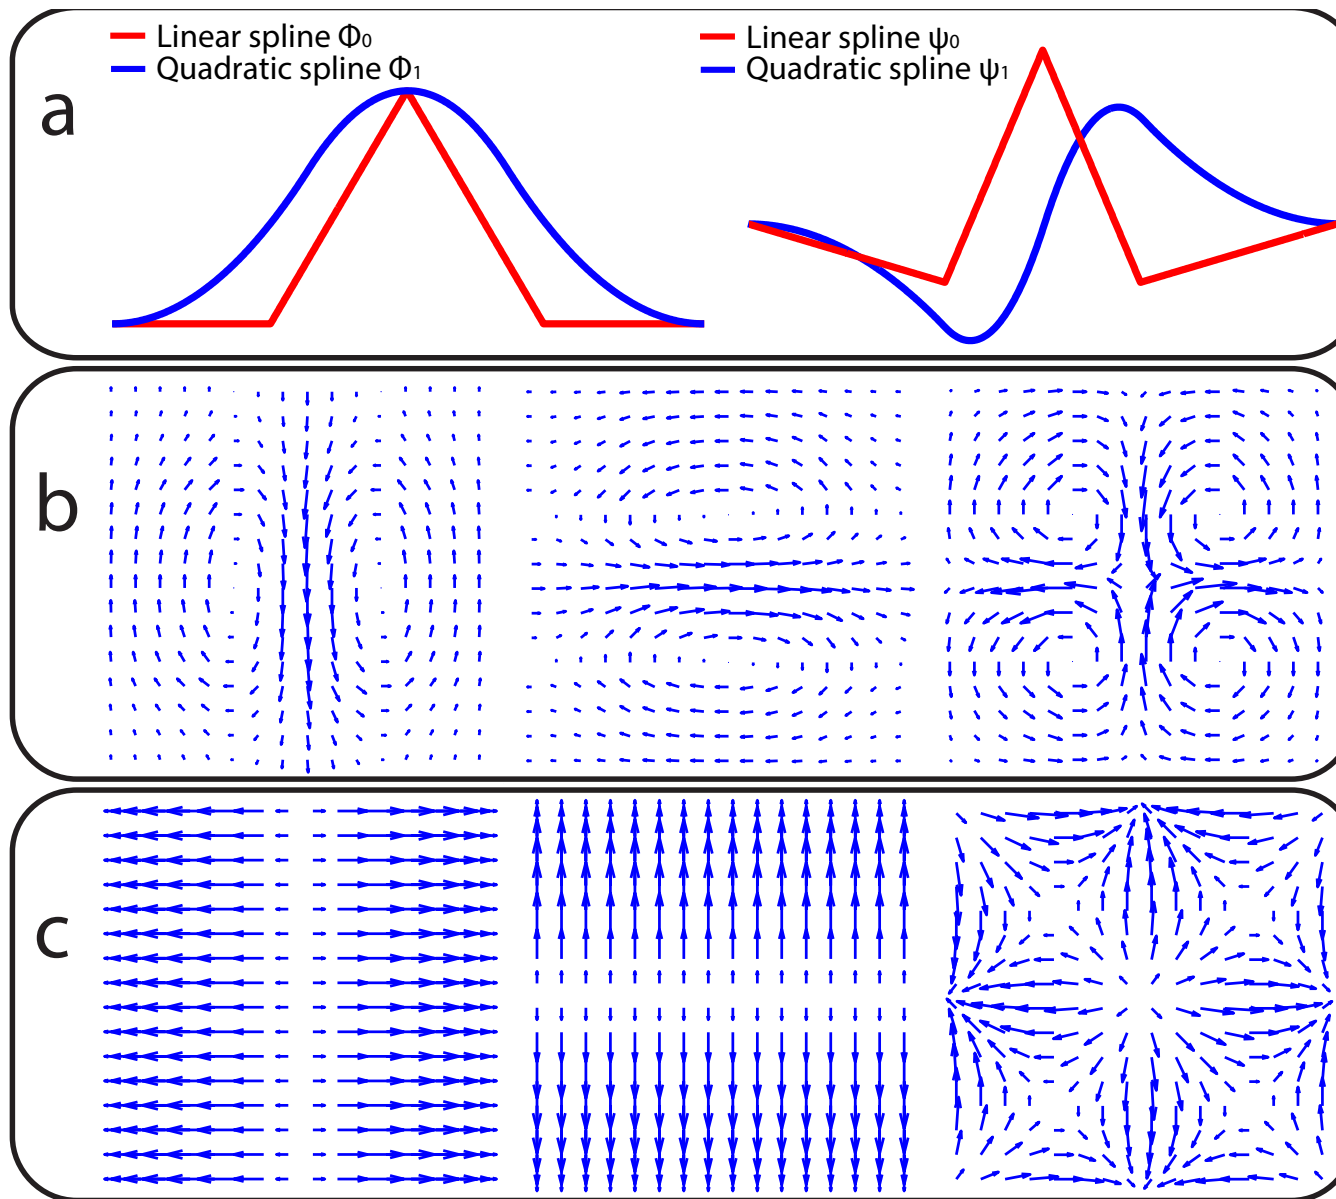 Linear spline Φ₀
Quadratic spline Φ₁
Linear spline ψ₀
Quadratic spline ψ₁
a
b
c